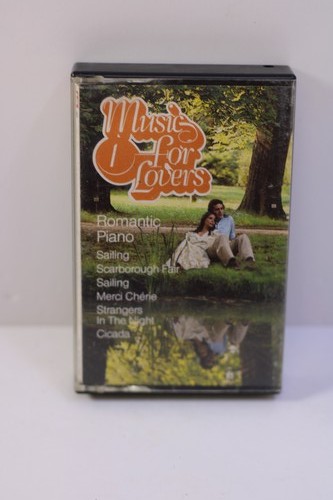 Music
for
Lovers
Romantic
Piano
Sailing
Scarborough Fair
Sailing
Merci Chérie
Strangers
In The Night
Cicada